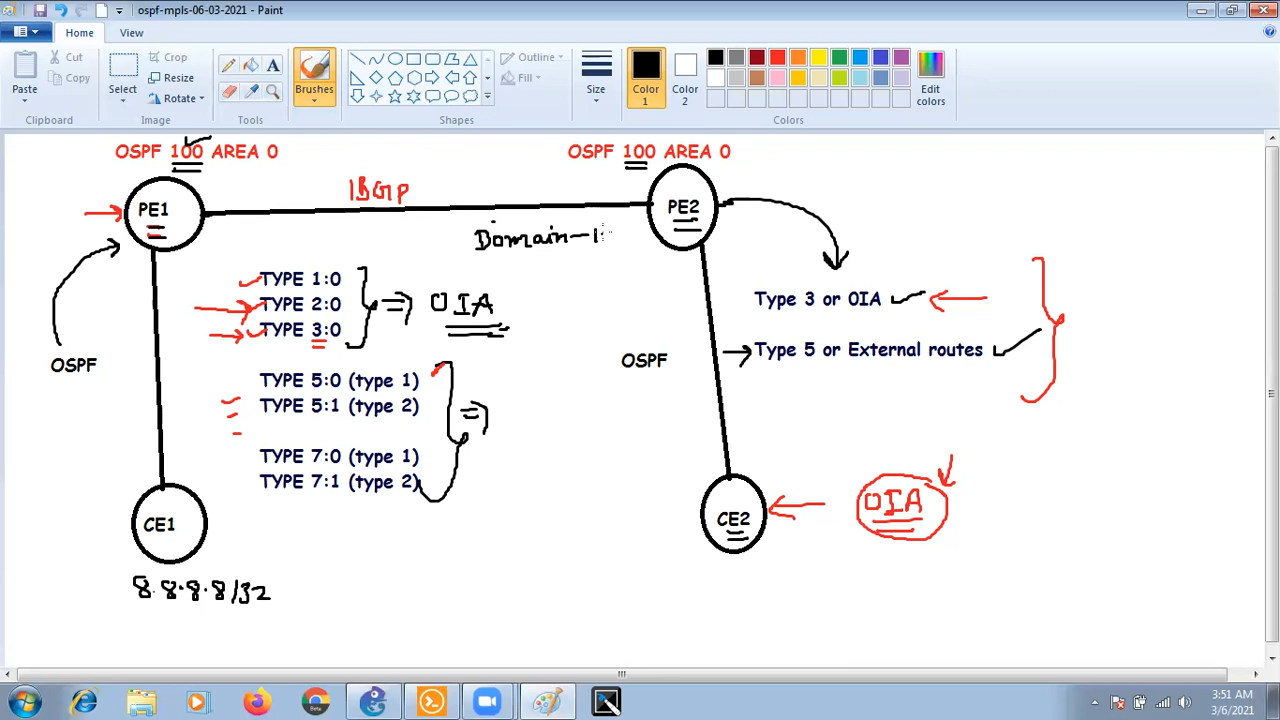 ospf-mpls-06-03-2021 - Paint
Home
View
Paste
Cut
Copy
Clipboard
Select
Crop
Resize
Rotate
Image
Tools
Brushes
Shapes
Outline
Fill
Size
Color 1
Color 2
Edit colors
Colors
OSPF 100 AREA 0
OSPF 100 AREA 0
PE1
IBGP
PE2
Domain-1
TYPE 1:0
TYPE 2:0
TYPE 3:0
OIA
Type 3 or OIA
OSPF
OSPF
Type 5 or External routes
TYPE 5:0 (type 1)
TYPE 5:1 (type 2)
TYPE 7:0 (type 1)
TYPE 7:1 (type 2)
CE1
CE2
OIA
8.8.8.8/32
3:51 AM
3/6/2021